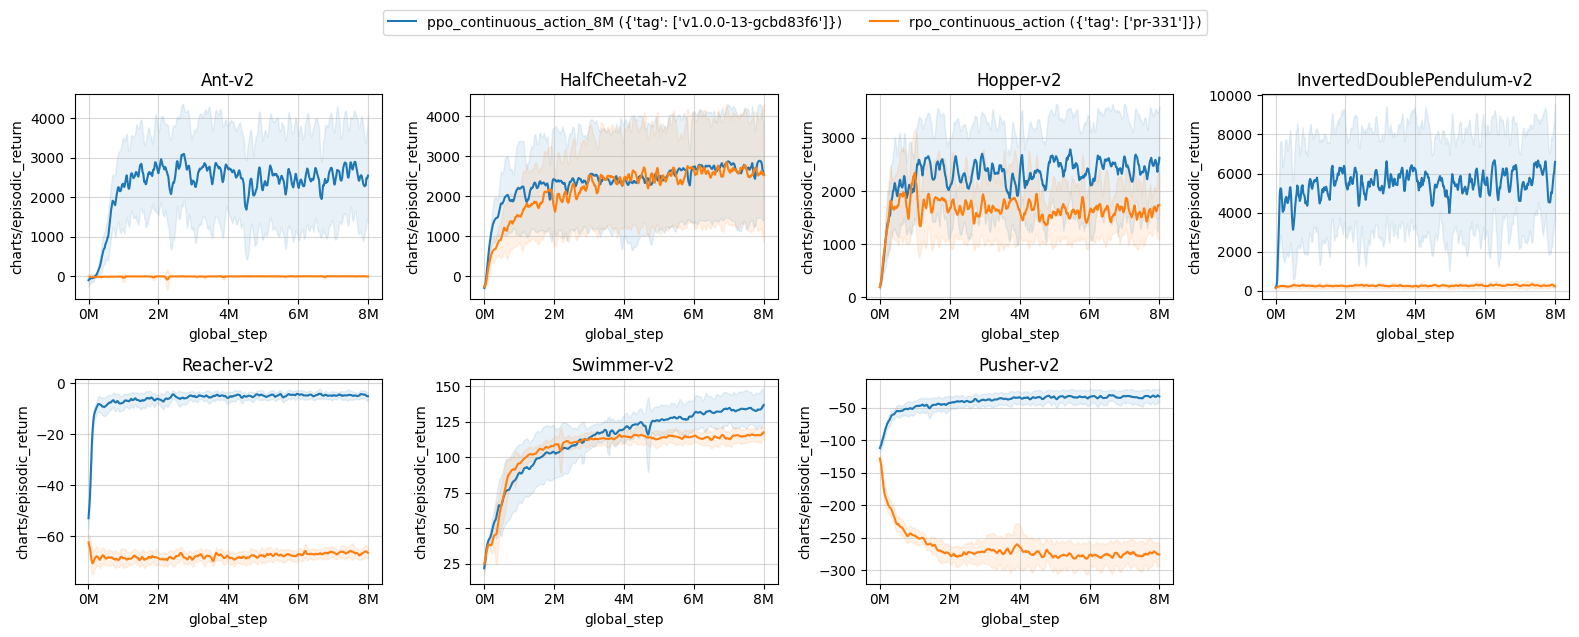 ppo_continuous_action_8M ({'tag': ['v1.0.0-13-gcbd83f6']})
rpo_continuous_action ({'tag': ['pr-331']})
Ant-v2
charts/episodic_return
4000
3000
2000
1000
0
0M 2M 4M 6M 8M
global_step
HalfCheetah-v2
charts/episodic_return
4000
3000
2000
1000
0
0M 2M 4M 6M 8M
global_step
Hopper-v2
charts/episodic_return
3000
2000
1000
0
0M 2M 4M 6M 8M
global_step
InvertedDoublePendulum-v2
charts/episodic_return
10000
8000
6000
4000
2000
0
0M 2M 4M 6M 8M
global_step
Reacher-v2
charts/episodic_return
0
−20
−40
−60
0M 2M 4M 6M 8M
global_step
Swimmer-v2
charts/episodic_return
150
125
100
75
50
25
0M 2M 4M 6M 8M
global_step
Pusher-v2
charts/episodic_return
−50
−100
−150
−200
−250
−300
0M 2M 4M 6M 8M
global_step